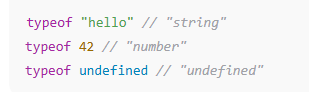 typeof "hello" // "string"
typeof 42 // "number"
typeof undefined // "undefined"